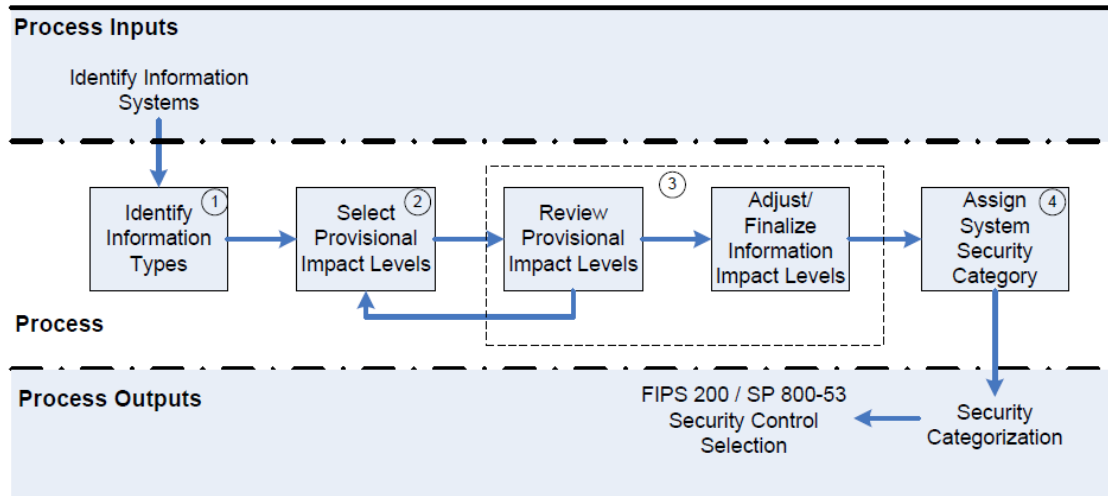 Process Inputs
Identify Information
Systems
1
Identify
Information
Types
2
Select
Provisional
Impact Levels
3
Review
Provisional
Impact Levels
Adjust/
Finalize
Information
Impact Levels
4
Assign
System
Security
Category
Process
Process Outputs
FIPS 200 / SP 800-53
Security Control
Selection
Security
Categorization